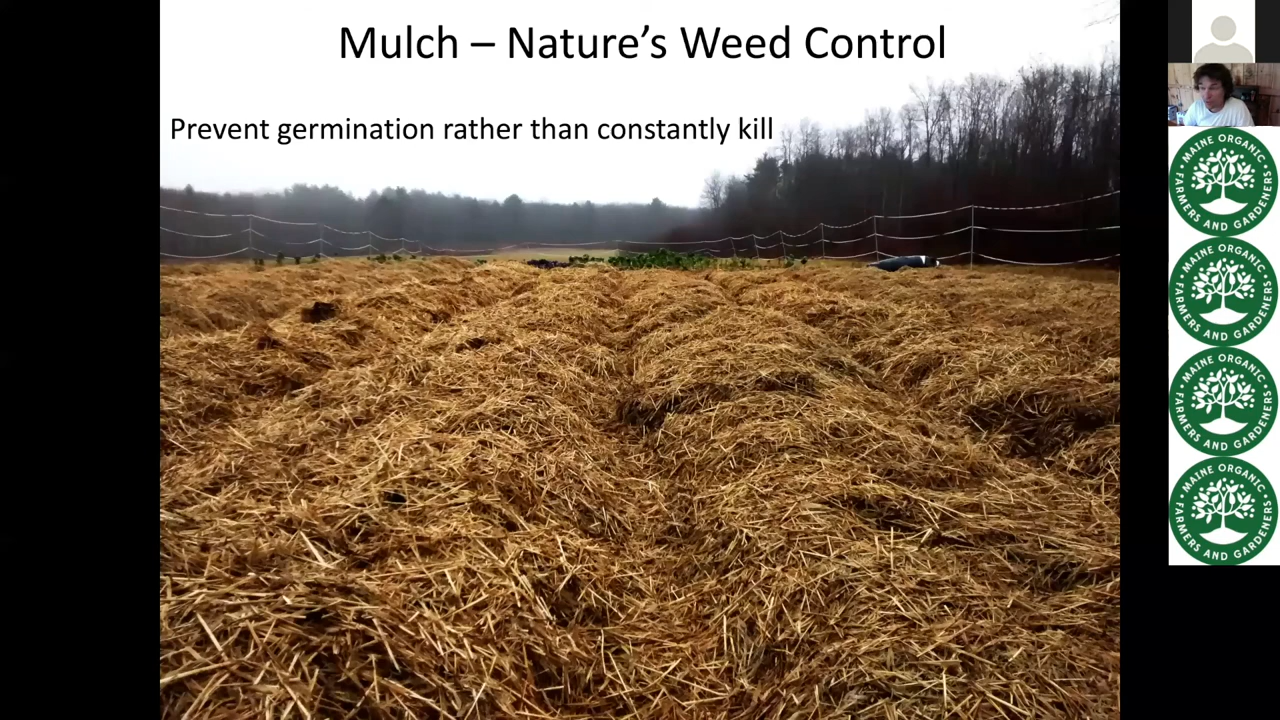 Mulch – Nature's Weed Control
Prevent germination rather than constantly kill
MAINE ORGANIC
FARMERS AND GARDENERS
MAINE ORGANIC
FARMERS AND GARDENERS
MAINE ORGANIC
FARMERS AND GARDENERS
MAINE ORGANIC
FARMERS AND GARDENERS